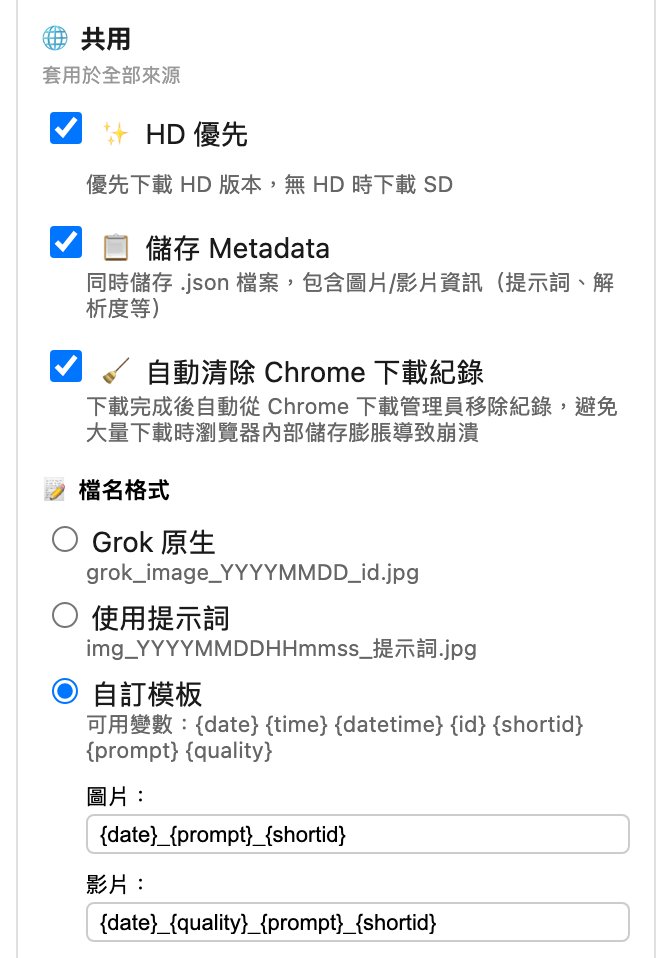 共用
套用於全部來源
HD 優先
優先下載 HD 版本，無 HD 時下載 SD
儲存 Metadata
同時儲存 .json 檔案，包含圖片/影片資訊（提示詞、解
析度等）
自動清除 Chrome 下載紀錄
下載完成後自動從 Chrome 下載管理員移除紀錄，避免
大量下載時瀏覽器內部儲存膨脹導致崩潰
檔名格式
Grok 原生
grok_image_YYYYMMDD_id.jpg
使用提示詞
img_YYYYMMDDHHmmss_提示詞.jpg
自訂模板
可用變數：{date} {time} {datetime} {id} {shortid}
{prompt} {quality}
圖片：
{date}_{prompt}_{shortid}
影片：
{date}_{quality}_{prompt}_{shortid}